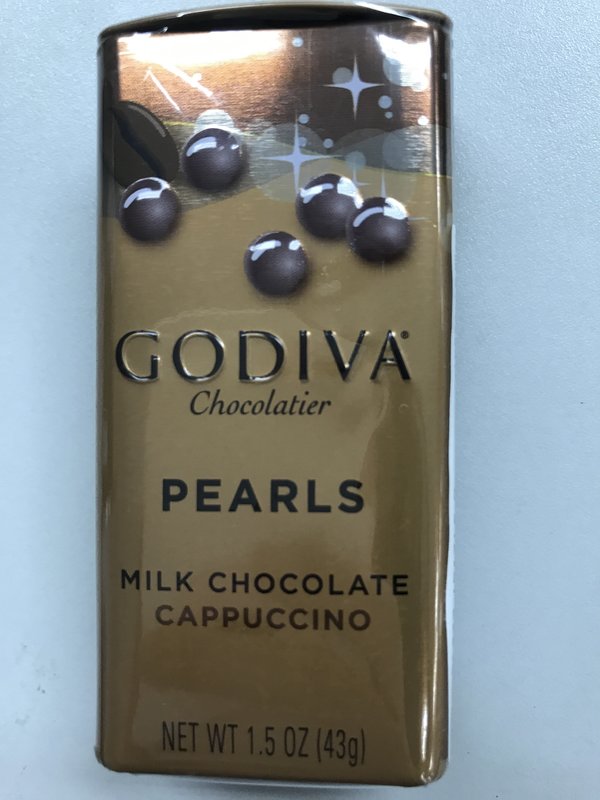 GODIVA®
Chocolatier
PEARLS
MILK CHOCOLATE
CAPPUCCINO
NET WT 1.5 OZ (43g)